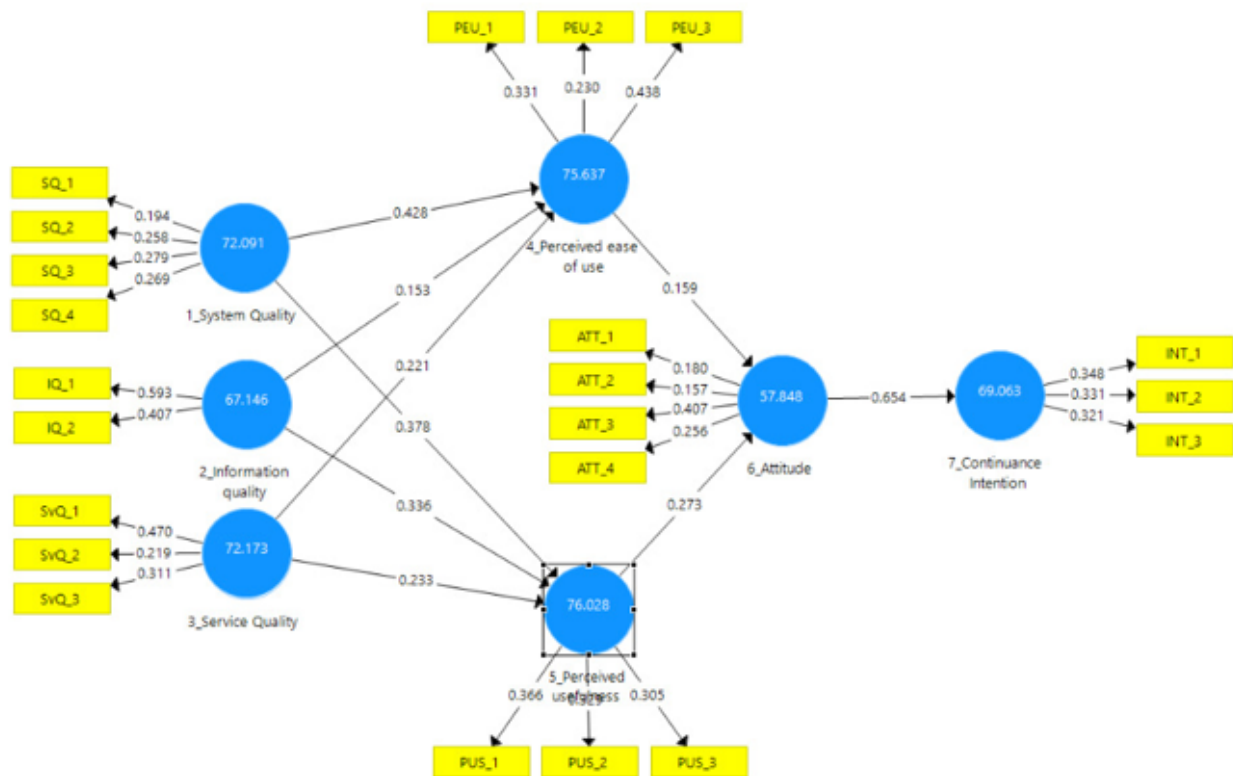 PEU_1
PEU_2
PEU_3
0.331
0.230
0.438
75.637
4_Perceived ease
of use
SQ_1
SQ_2
SQ_3
SQ_4
0.194
0.258
0.279
0.269
72.091
1_System Quality
0.428
0.153
0.221
0.378
0.336
0.233
IQ_1
IQ_2
0.593
0.407
67.146
2_Information
quality
SvQ_1
SvQ_2
SvQ_3
0.470
0.219
0.311
72.173
3_Service Quality
0.159
0.273
ATT_1
ATT_2
ATT_3
ATT_4
0.180
0.157
0.407
0.256
57.848
6_Attitude
0.654
69.063
7_Continuance
Intention
0.348
0.331
0.321
INT_1
INT_2
INT_3
76.028
5_Perceived
usefulness
0.366
0.329
0.305
PUS_1
PUS_2
PUS_3